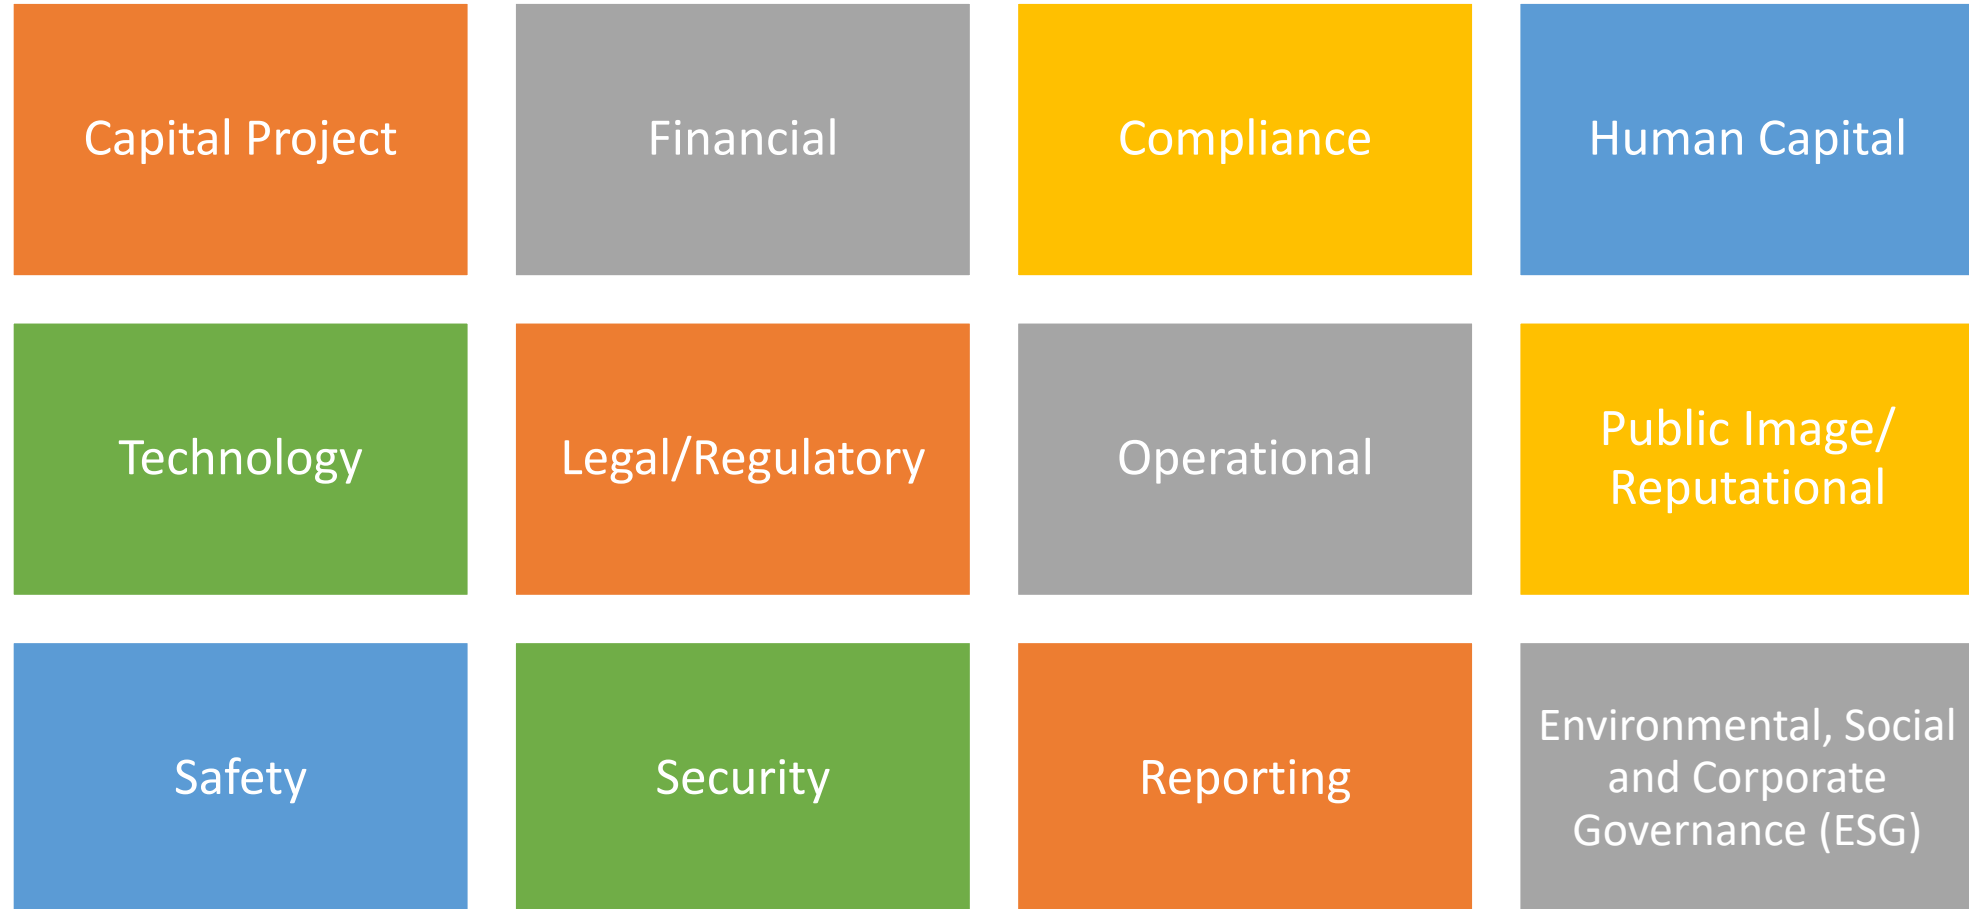 Capital Project
Financial
Compliance
Human Capital
Technology
Legal/Regulatory
Operational
Public Image/
Reputational
Safety
Security
Reporting
Environmental, Social
and Corporate
Governance (ESG)